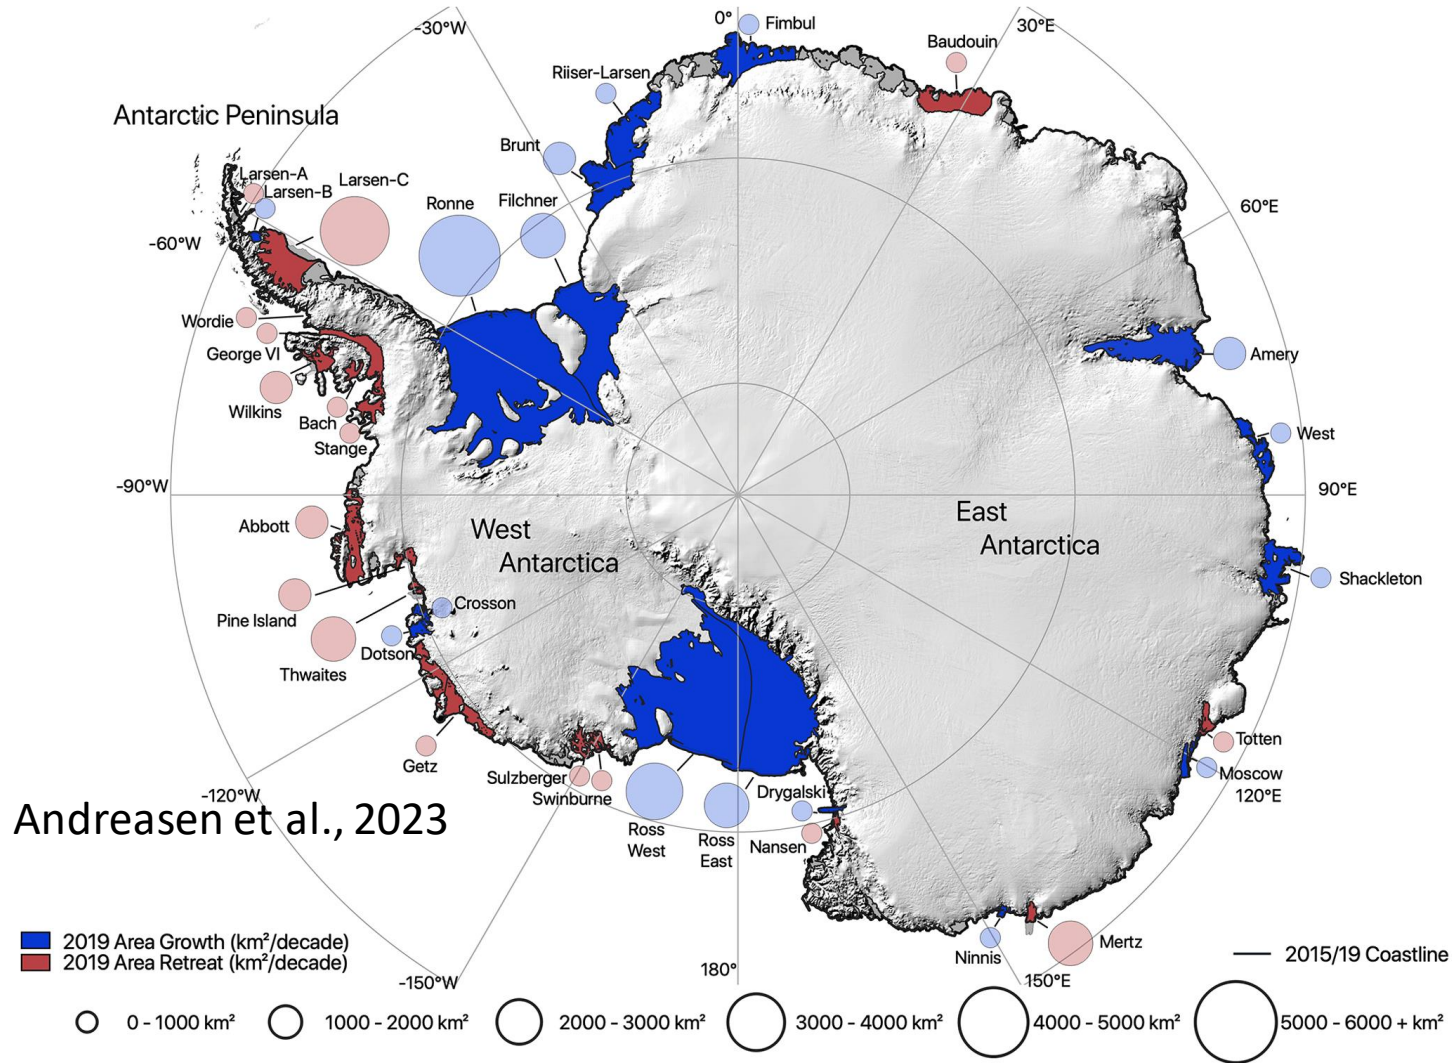 -30°W
0°
Fimbul
30°E
Baudouin
Riiser-Larsen
Antarctic Peninsula
Brunt
Larsen-A
Larsen-B
Larsen-C
Ronne
Filchner
60°E
-60°W
Wordie
George VI
Amery
Wilkins
Bach
Stange
West
-90°W
90°E
Abbott
West
Antarctica
East
Antarctica
Shackleton
Pine Island
Crosson
Dotson
Thwaites
Getz
Totten
Moscow
120°E
Sulzberger
Swinburne
Drygalski
-120°W
Andreasen et al., 2023
Ross
West
Ross
East
Nansen
2019 Area Growth (km²/decade)
2019 Area Retreat (km²/decade)
Ninnis
Mertz
2015/19 Coastline
-150°W
180°
150°E
0 - 1000 km²
1000 - 2000 km²
2000 - 3000 km²
3000 - 4000 km²
4000 - 5000 km²
5000 - 6000 + km²